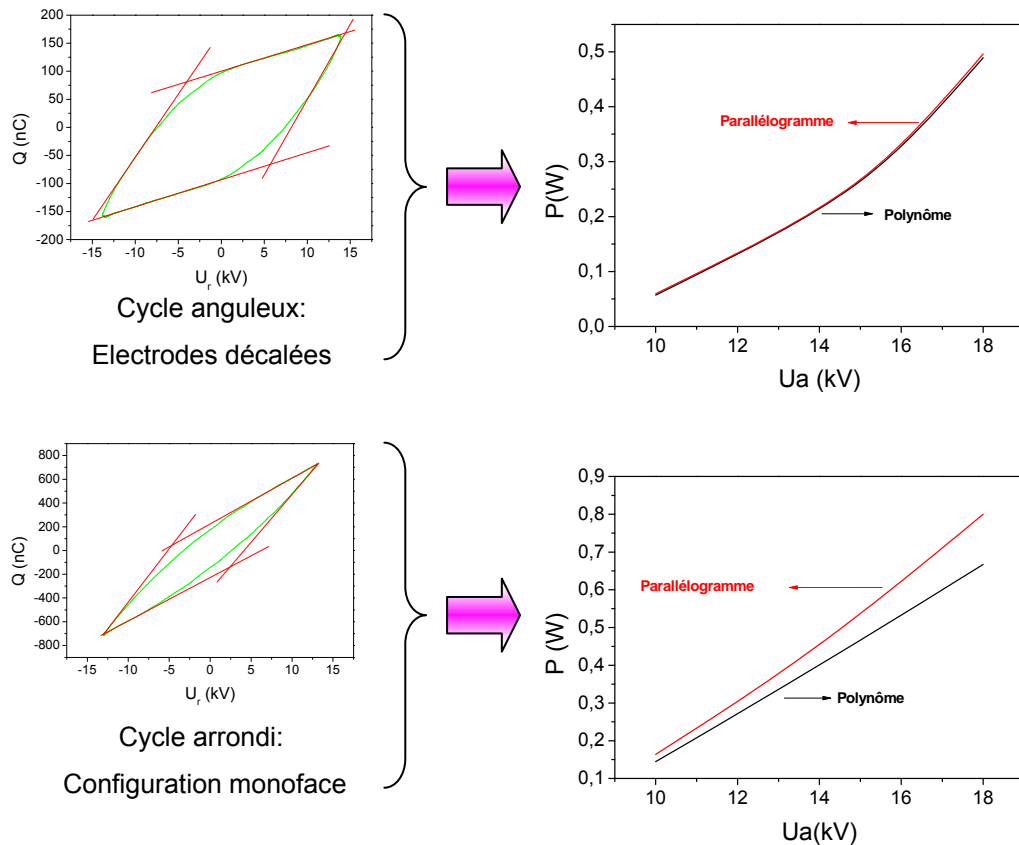 200
150
100
50
0
-50
-100
-150
-200
Q (nC)
-15 -10 -5 0 5 10 15
U_r (kV)
Cycle anguleux:
Electrodes décalées
0,5
0,4
0,3
0,2
0,1
0,0
P(W)
Parallélogramme
Polynôme
10 12 14 16 18
Ua (kV)
800
600
400
200
0
-200
-400
-600
-800
Q (nC)
-15 -10 -5 0 5 10 15
U_r (kV)
Cycle arrondi:
Configuration monoface
0,9
0,8
0,7
0,6
0,5
0,4
0,3
0,2
0,1
P (W)
Parallélogramme
Polynôme
10 12 14 16 18
Ua(kV)